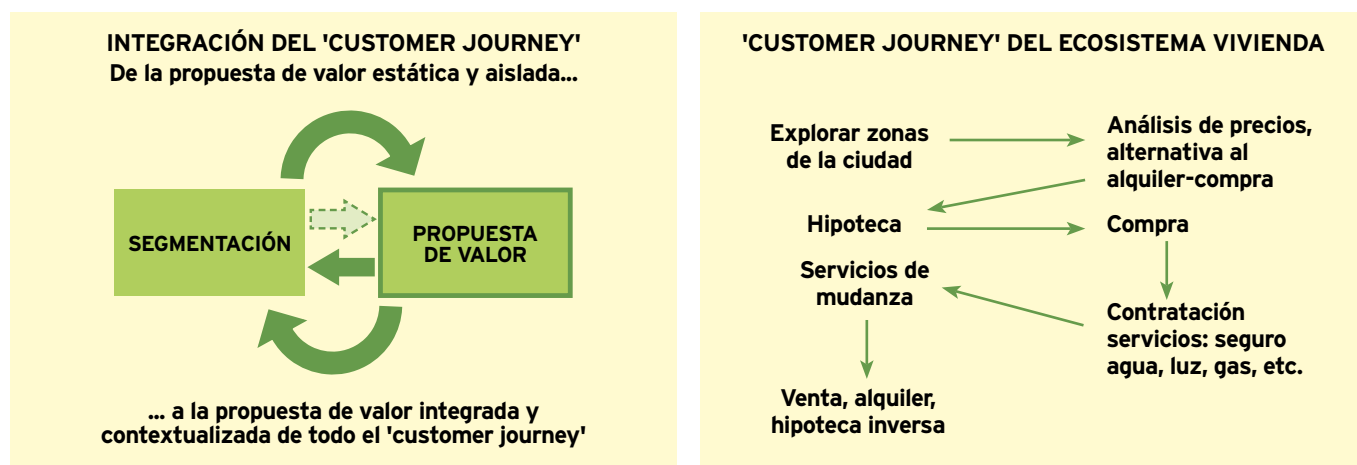 INTEGRACIÓN DEL 'CUSTOMER JOURNEY'
De la propuesta de valor estática y aislada...
SEGMENTACIÓN
PROPUESTA
DE VALOR
... a la propuesta de valor integrada y
contextualizada de todo el 'customer journey'
'CUSTOMER JOURNEY' DEL ECOSISTEMA VIVIENDA
Explorar zonas
de la ciudad
Análisis de precios,
alternativa al
alquiler-compra
Hipoteca
Compra
Contratación
servicios: seguro
agua, luz, gas, etc.
Servicios de
mudanza
Venta, alquiler,
hipoteca inversa